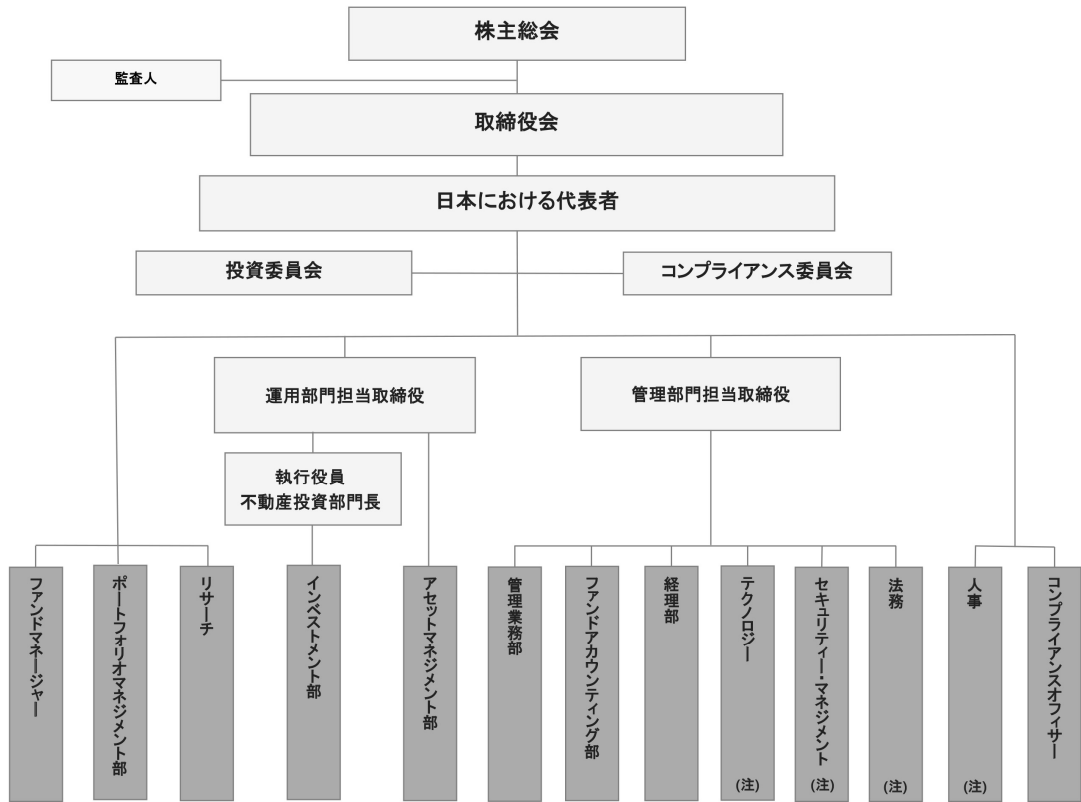 株主総会
監査人
取締役会
日本における代表者
投資委員会
コンプライアンス委員会
運用部門担当取締役
管理部門担当取締役
執行役員
不動産投資部門長
ファンドマネージャー
ポートフォリオマネジメント部
リサーチ
インベストメント部
アセットマネジメント部
管理業務部
ファンドアカウンティング部
経理部
テクノロジー
(注)
セキュリティー・マネジメント
(注)
法務
(注)
人事
(注)
コンプライアンスオフィサー